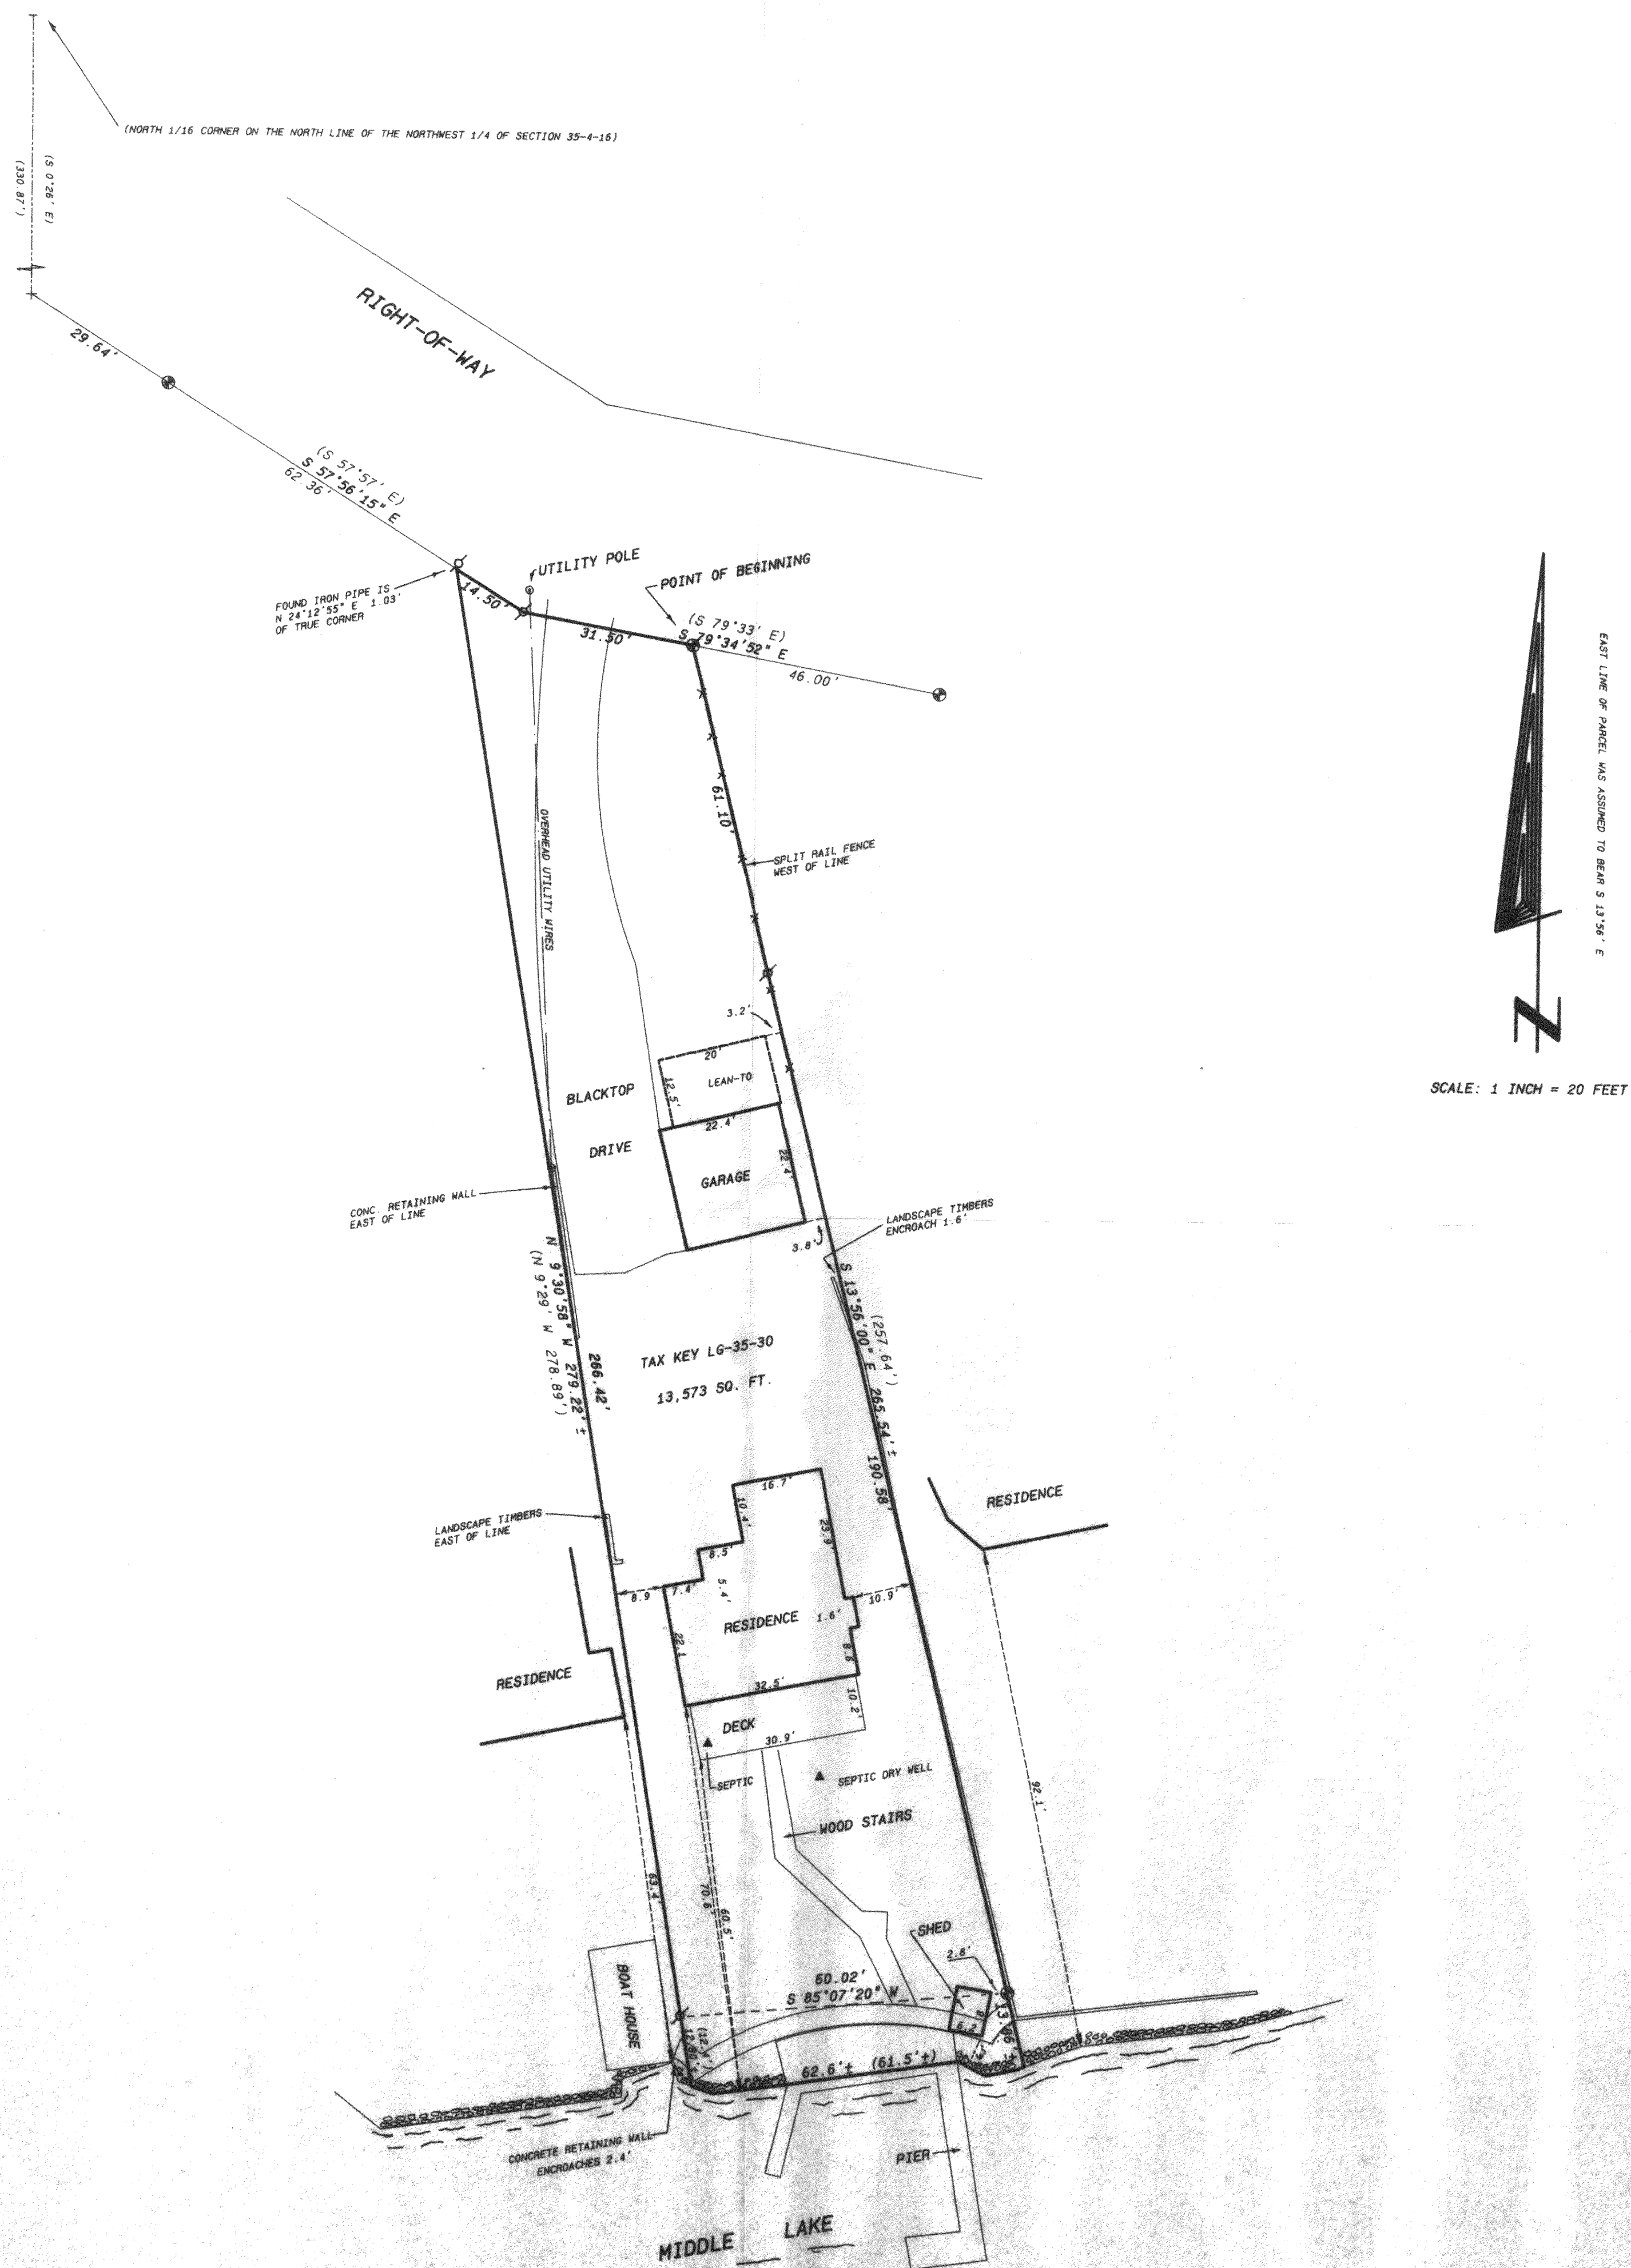 (NORTH 1/16 CORNER ON THE NORTH LINE OF THE NORTHWEST 1/4 OF SECTION 35-4-16)
(S 0°26' E)
(330.87')
RIGHT-OF-WAY
29.64'
(S 57°57' E)
S 57°56'15" E
62.36'
UTILITY POLE
POINT OF BEGINNING
FOUND IRON PIPE IS
N 24°12'55" E 1.03'
OF TRUE CORNER
14.50'
31.50'
(S 79°33' E)
S 79°34'52" E
46.00'
EAST LINE OF PARCEL WAS ASSUMED TO BEAR S 13°56' E
N
SCALE: 1 INCH = 20 FEET
61.10'
OVERHEAD UTILITY WIRES
SPLIT RAIL FENCE
WEST OF LINE
3.2'
20'
LEAN-TO
12.5'
BLACKTOP
DRIVE
22.4'
22.4'
GARAGE
CONC. RETAINING WALL
EAST OF LINE
LANDSCAPE TIMBERS
ENCROACH 1.6'
3.8'
N 9°30'58" W 279.22'±
(N 9°29' W 278.89')
266.42'
S 13°56'00" E 265.54'±
(257.64')
190.58'
TAX KEY LG-35-30
13,573 SQ. FT.
16.7'
10.4'
23.9'
8.5'
5.4'
7.4'
8.9
10.9'
1.6'
8.6
22.1
32.5'
10.2'
RESIDENCE
RESIDENCE
RESIDENCE
LANDSCAPE TIMBERS
EAST OF LINE
DECK
30.9'
SEPTIC
SEPTIC DRY WELL
WOOD STAIRS
92.1'
63.4'
70.6'
60.5'
SHED
2.8'
60.02'
S 85°07'20" W
BOAT HOUSE
6.2
13.66'±
12.80'±
62.6'± (61.5'±)
CONCRETE RETAINING WALL
ENCROACHES 2.4'
PIER
MIDDLE LAKE